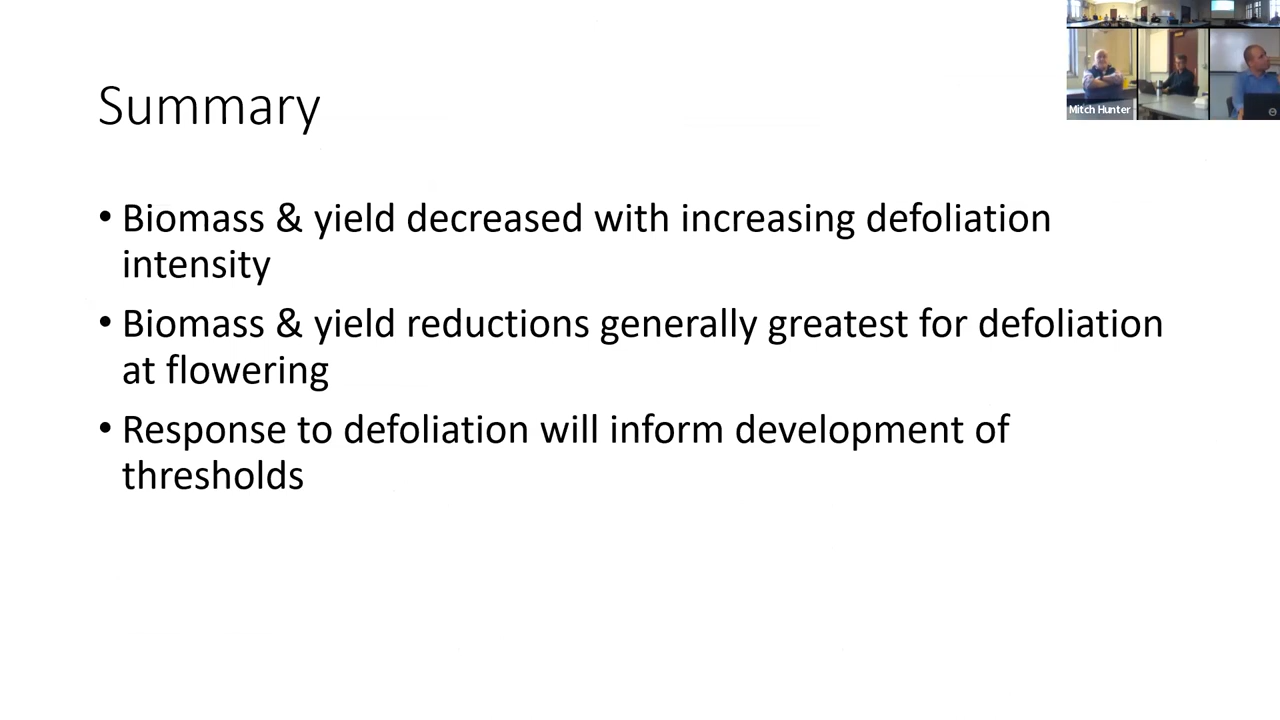 Summary
Mitch Hunter
• Biomass & yield decreased with increasing defoliation
intensity
• Biomass & yield reductions generally greatest for defoliation
at flowering
• Response to defoliation will inform development of
thresholds